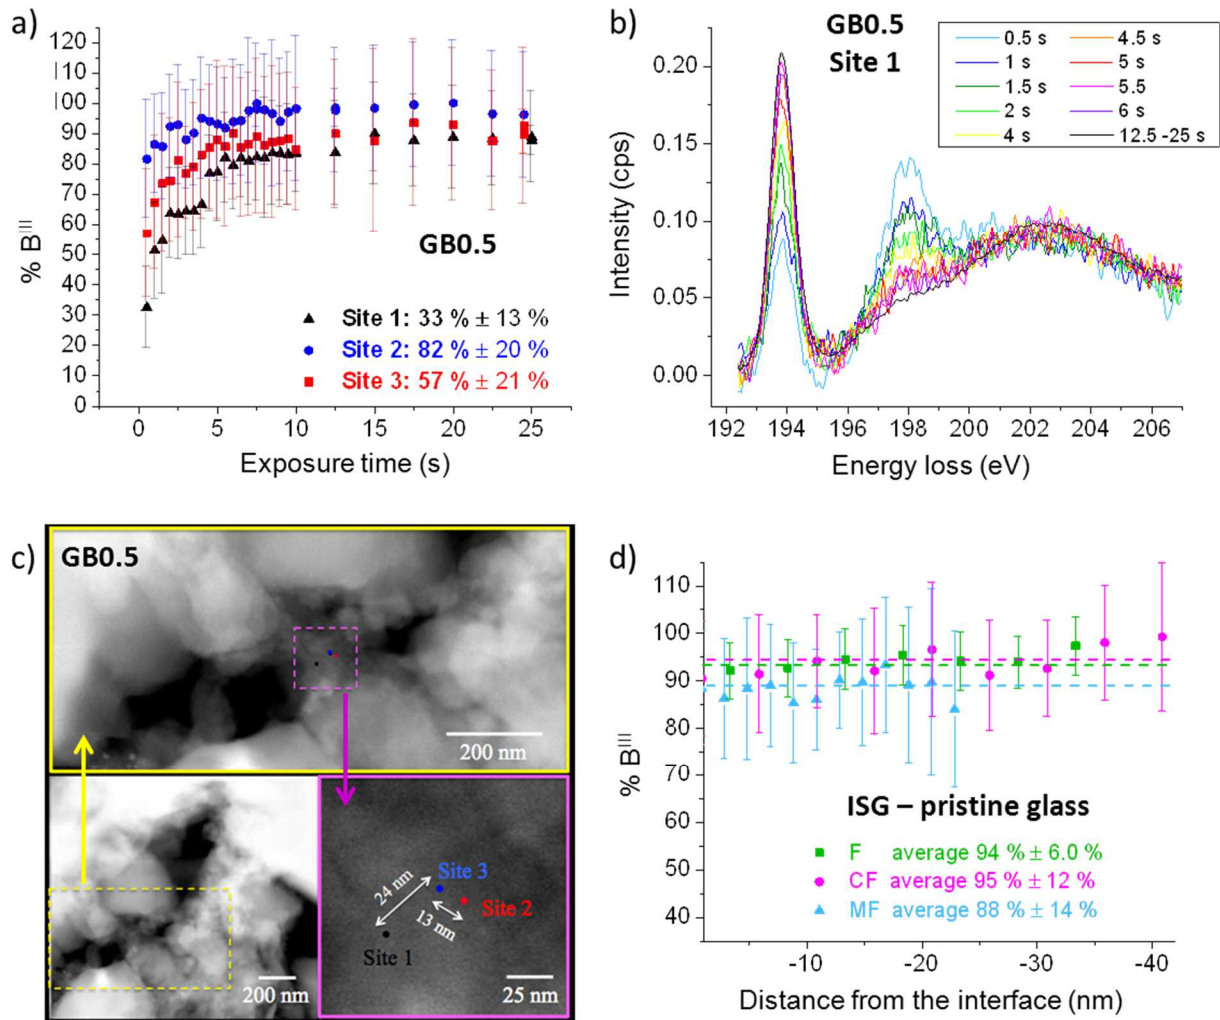 a)
120
110
100
90
80
70
60
50
40
30
20
10
0
% B^III
GB0.5
Site 1: 33 % ± 13 %
Site 2: 82 % ± 20 %
Site 3: 57 % ± 21 %
0 5 10 15 20 25
Exposure time (s)
b)
GB0.5
Site 1
0.5 s 4.5 s
1 s 5 s
1.5 s 5.5
2 s 6 s
4 s 12.5 -25 s
0.20
0.15
0.10
0.05
0.00
Intensity (cps)
192 194 196 198 200 202 204 206
Energy loss (eV)
c)
GB0.5
200 nm
200 nm
24 nm
Site 3
13 nm
Site 2
Site 1
25 nm
d)
110
100
90
80
70
60
50
40
% B^III
ISG – pristine glass
F average 94 % ± 6.0 %
CF average 95 % ± 12 %
MF average 88 % ± 14 %
-10 -20 -30 -40
Distance from the interface (nm)